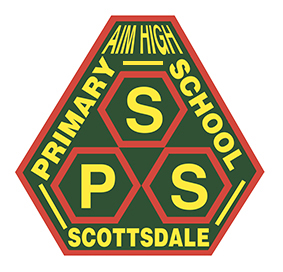 AIM HIGH
PRIMARY SCHOOL
S
P S
SCOTTSDALE